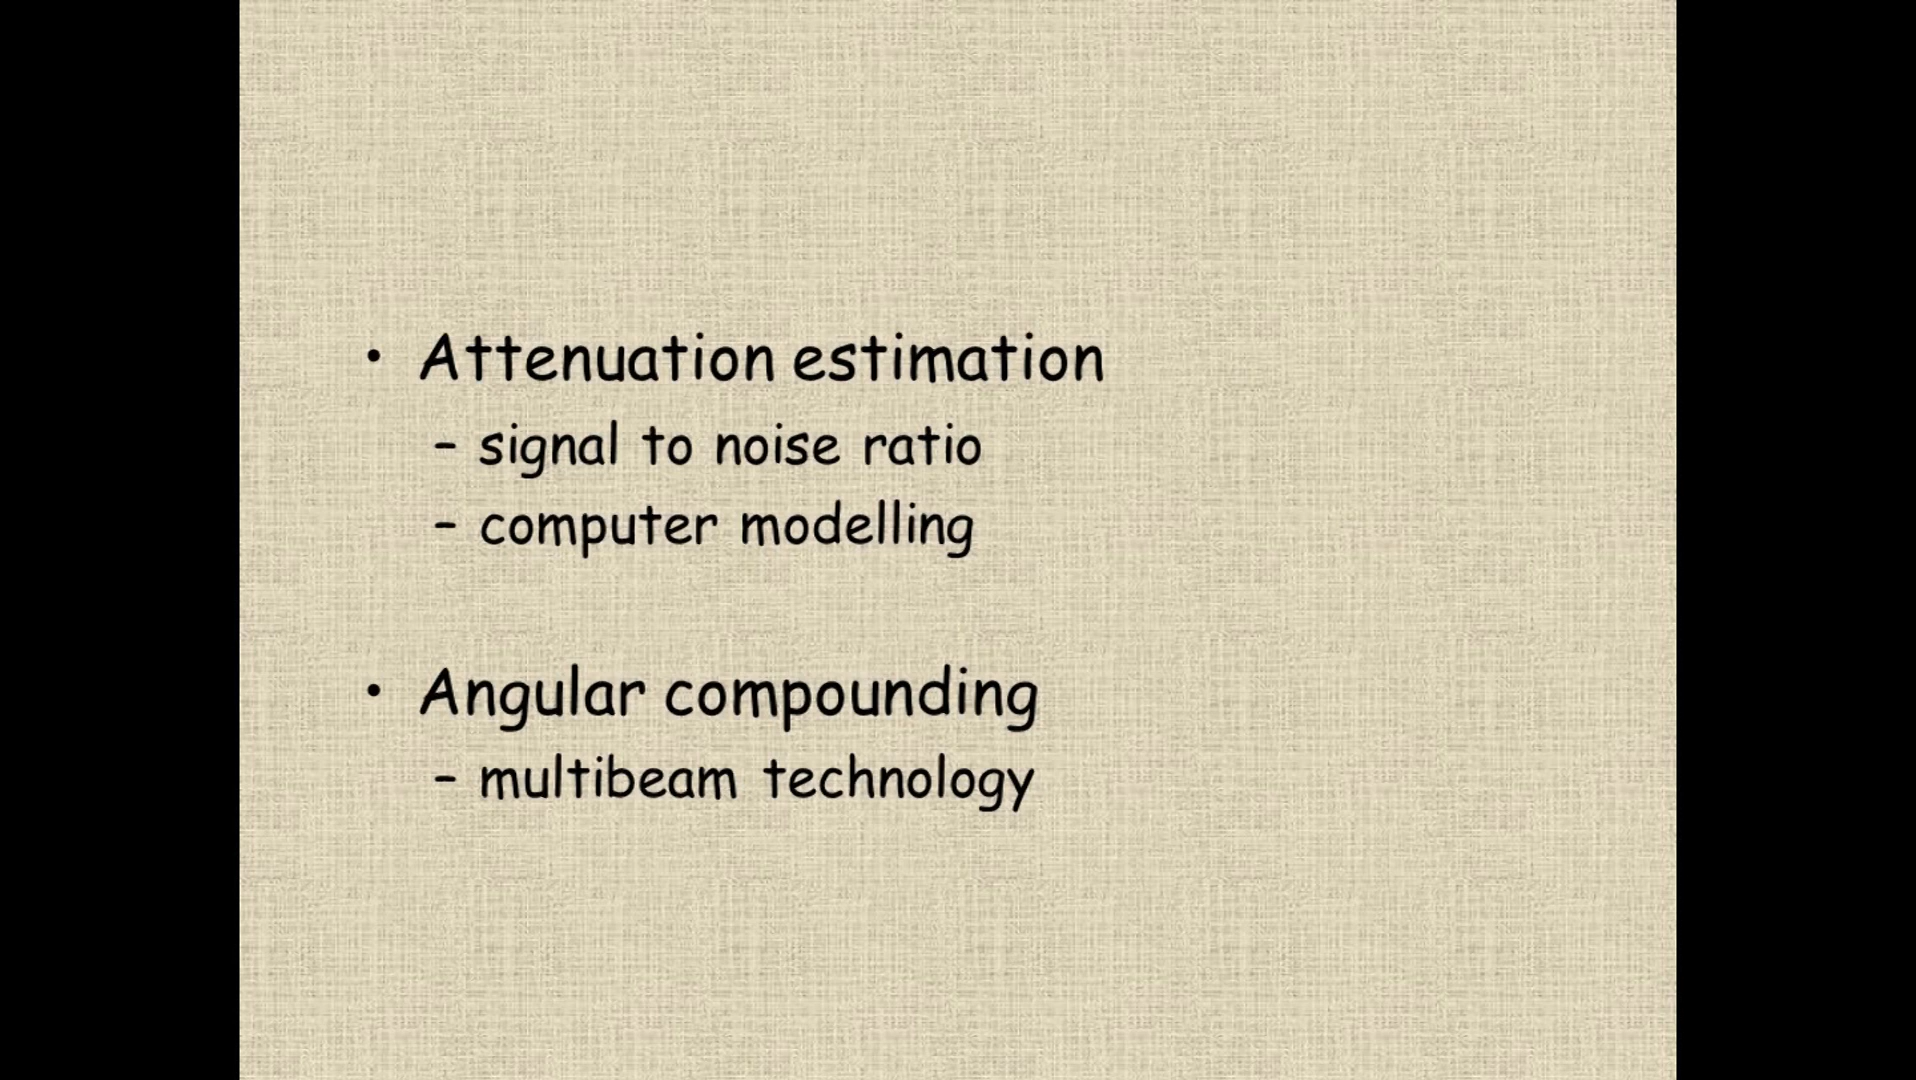 • Attenuation estimation
– signal to noise ratio
– computer modelling
• Angular compounding
– multibeam technology